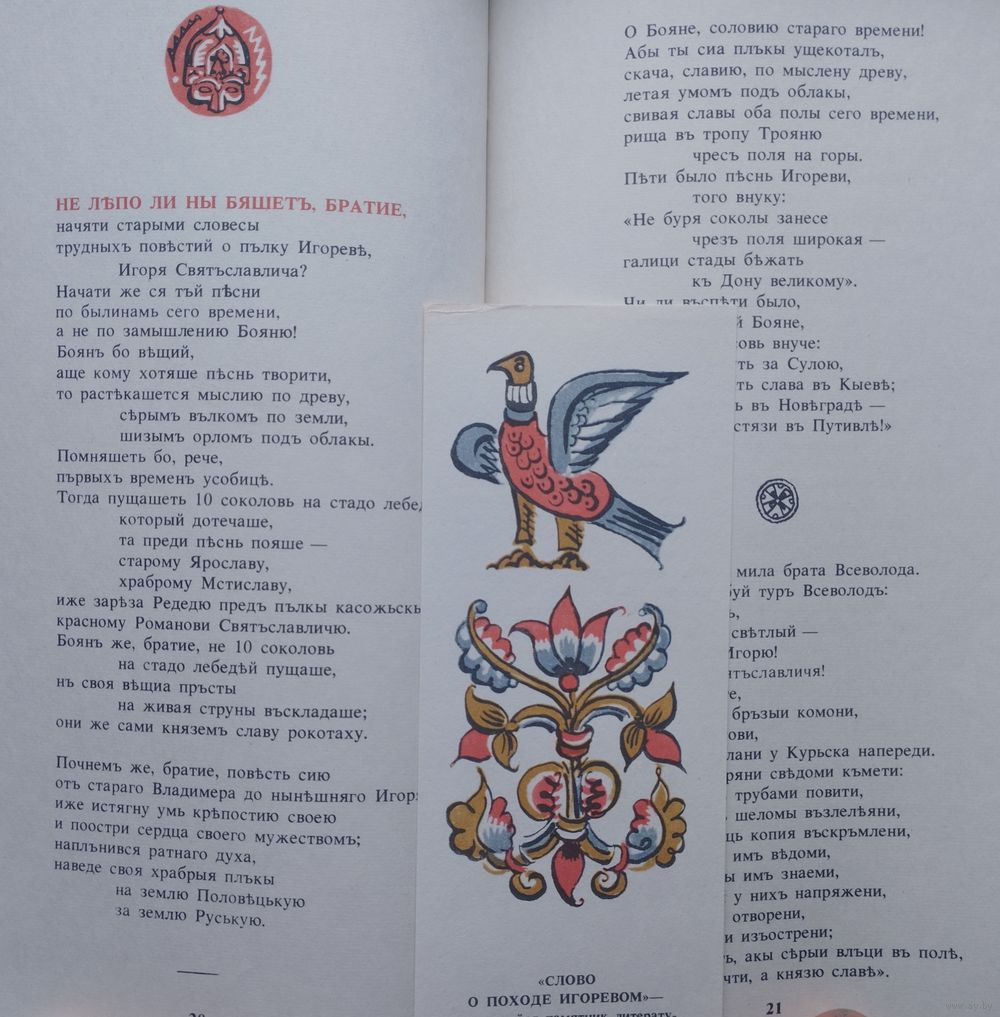 НЕ ЛѢПО ЛИ НЫ БЯШЕТЪ, БРАТИЕ,
начяти старыми словесы
трудныхъ повѣстий о пълку Игоревѣ,
Игоря Святъславлича?
Начати же ся тъй пѣсни
по былинамь сего времени,
а не по замышлению Бояню!
Боянъ бо вѣщий,
аще кому хотяше пѣснь творити,
то растѣкашется мыслию по древу,
сѣрымъ вълкомъ по земли,
шизымъ орломъ подъ облакы.
Помняшеть бо, рече,
първыхъ временъ усобицѣ.
Тогда пущашеть 10 соколовь на стадо
который дотечаше,
та преди пѣснь пояше —
старому Ярославу,
храброму Мстиславу,
иже зарѣза Редедю предъ пълкы
красному Романови Святъславличю.
Боянъ же, братие, не 10 соколовь
на стадо лебедѣй пущаше,
нъ своя вѣщиа пръсты
на живая струны въскладаше;
они же сами княземъ славу рокотаху.
Почнемъ же, братие, повѣсть сию
отъ стараго Владимера до нынѣшняго
иже истягну умь крѣпостию своею
и поостри сердца своего мужествомъ;
наплънився ратнаго духа,
наведе своя храбрыя плъкы
на землю Половѣцькую
за землю Руськую.
О Бояне, соловию стараго времени!
Абы ты сиа плъкы ущекоталъ,
скача, славию, по мыслену древу,
летая умомъ подъ облакы,
свивая славы оба полы сего времени,
рища въ тропу Трояню
чресъ поля на горы.
Пѣти было пѣснь Игореви,
того внуку:
«Не буря соколы занесе
чрезъ поля широкая —
галици стады бѣжать
къ Дону великому».
Чи ли въспѣти было,
Бояне,
внуче:
за Сулою,
слава въ Кыевѣ;
въ Новѣградѣ —
въ Путивлѣ!»
мила брата Всеволода.
буй туръ Всеволодъ:
свѣтлый —
Игорю!
бръзыи комони,
у Курьска напереди.
свѣдоми къмети:
трубами повити,
шеломы възлелѣяни,
копия въскръмлени,
имъ вѣдоми,
имъ знаеми,
у нихъ напряжени,
отворени,
изъострени;
акы сѣрыи влъци въ полѣ,
а князю славѣ».
21
«СЛОВО
О ПОХОДЕ ИГОРЕВОМ»—
памятник литерату-
www.ay.by